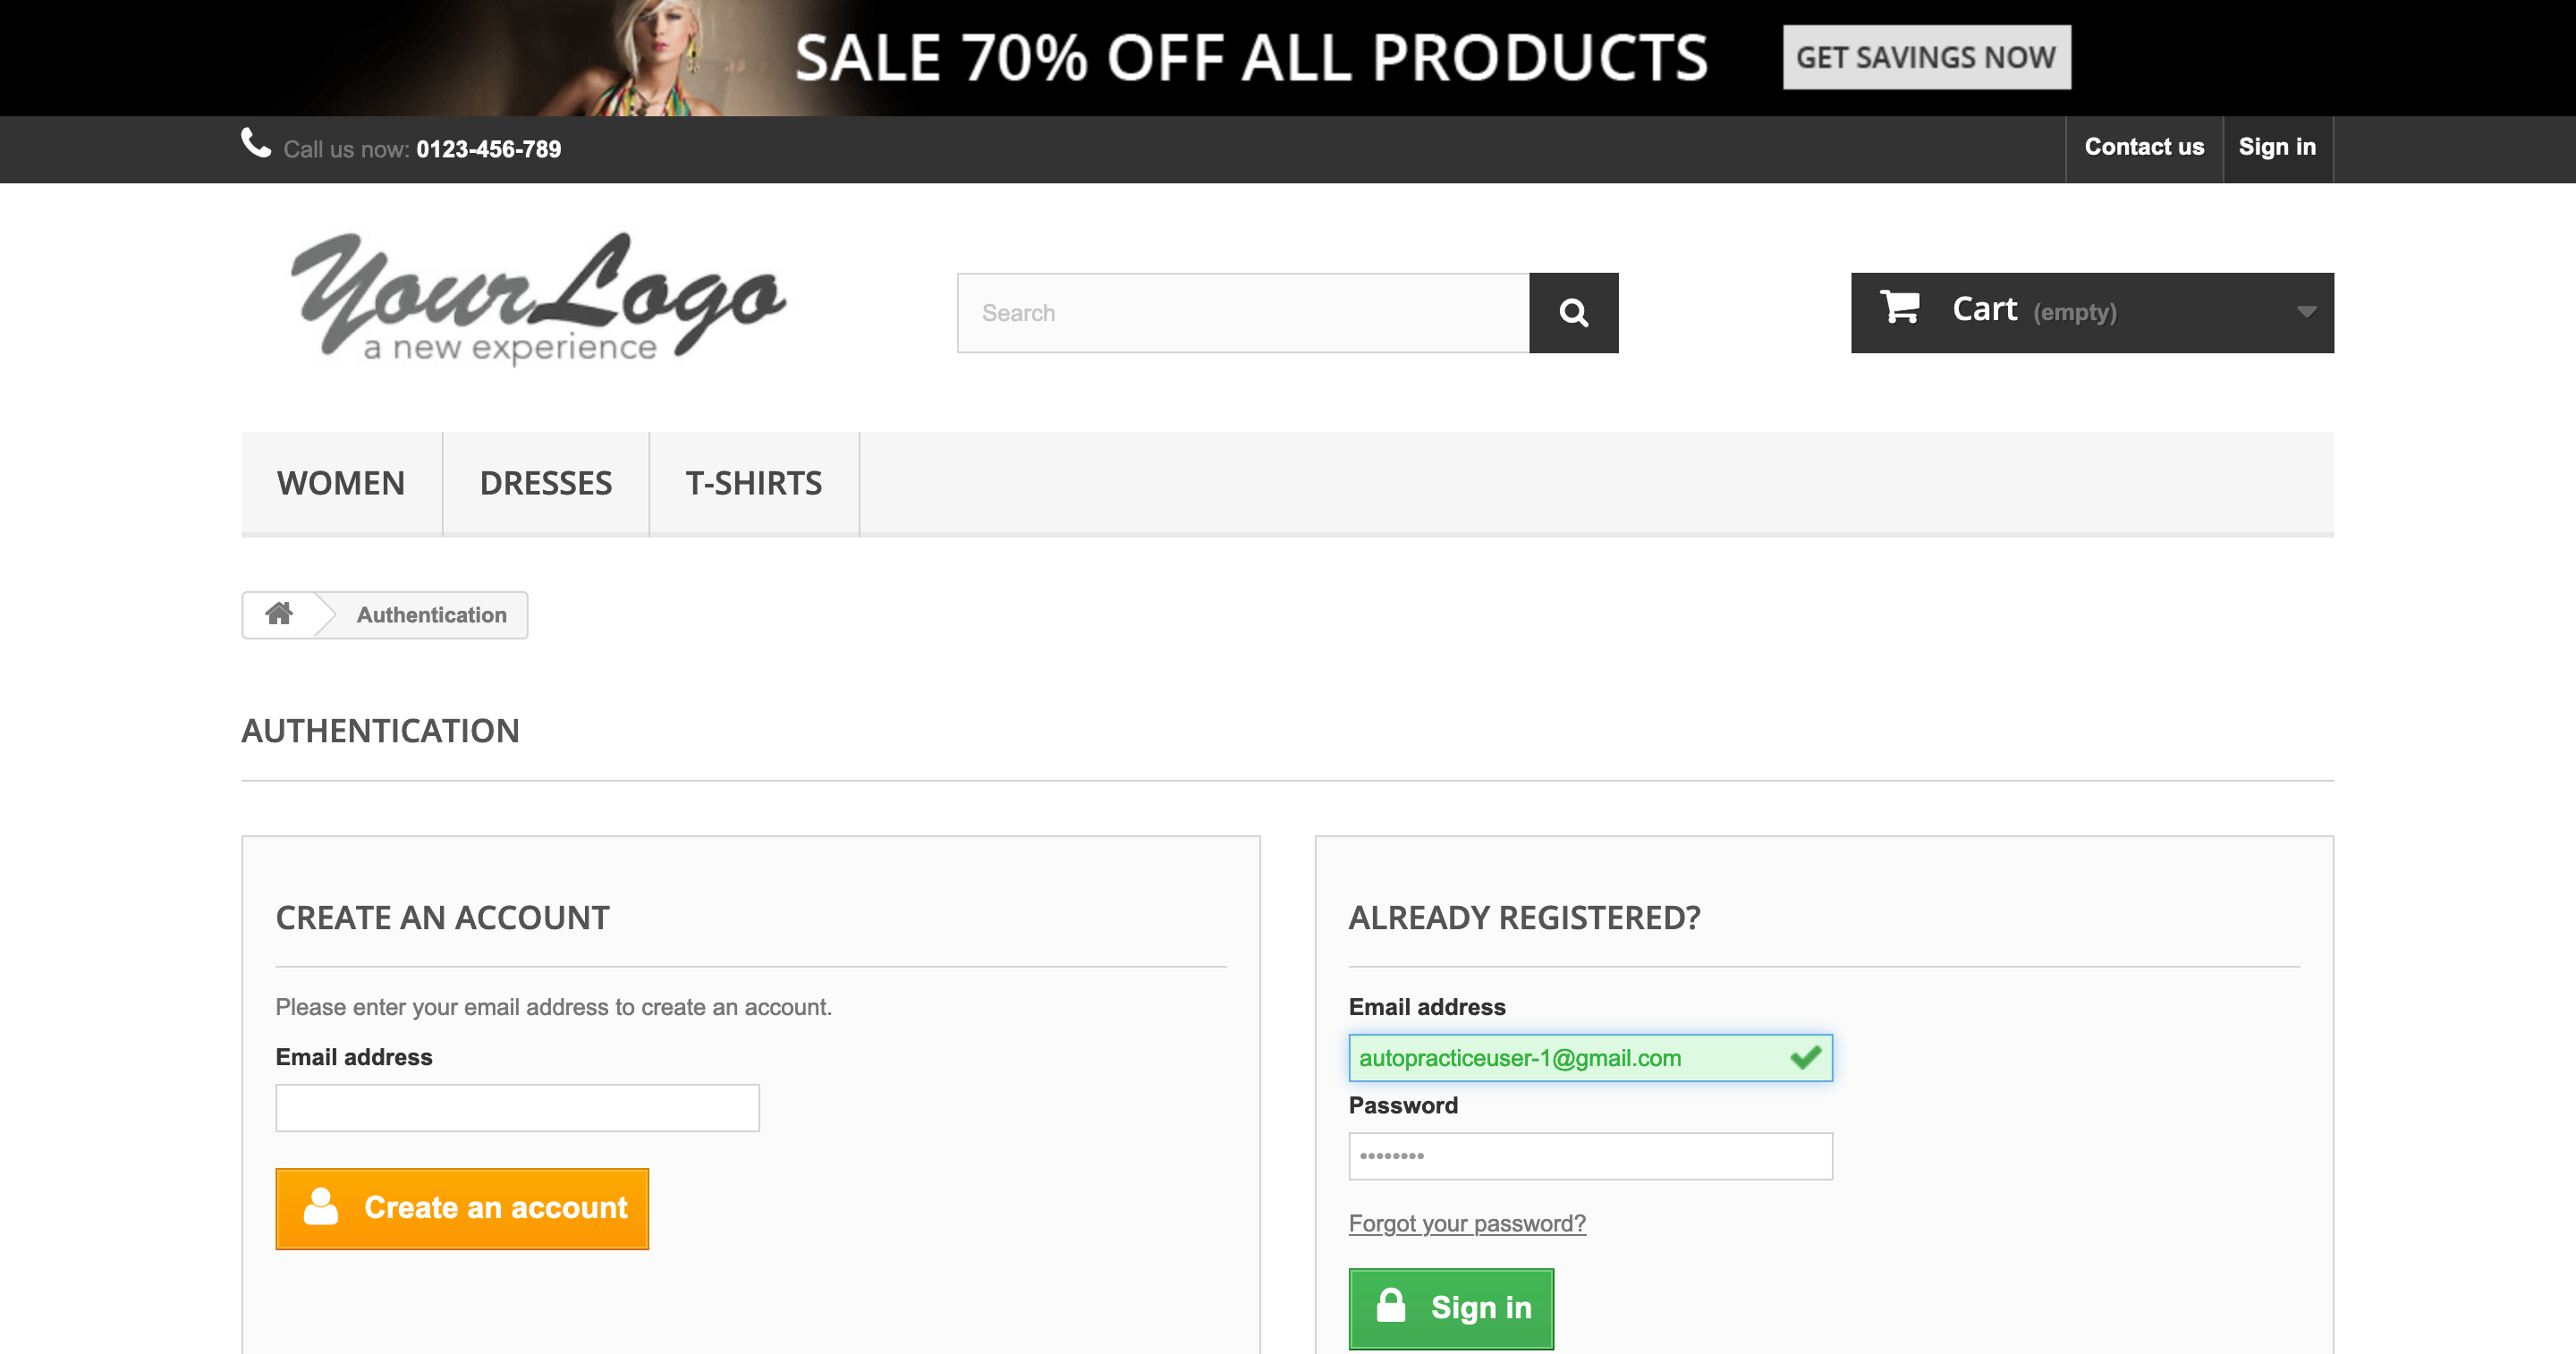 SALE 70% OFF ALL PRODUCTS GET SAVINGS NOW
Call us now: 0123-456-789 Contact us Sign in
YourLogo
a new experience
Search
Cart (empty)
WOMEN DRESSES T-SHIRTS
Authentication
AUTHENTICATION
CREATE AN ACCOUNT
Please enter your email address to create an account.
Email address
Create an account
ALREADY REGISTERED?
Email address
autopracticeuser-1@gmail.com
Password
••••••••
Forgot your password?
Sign in